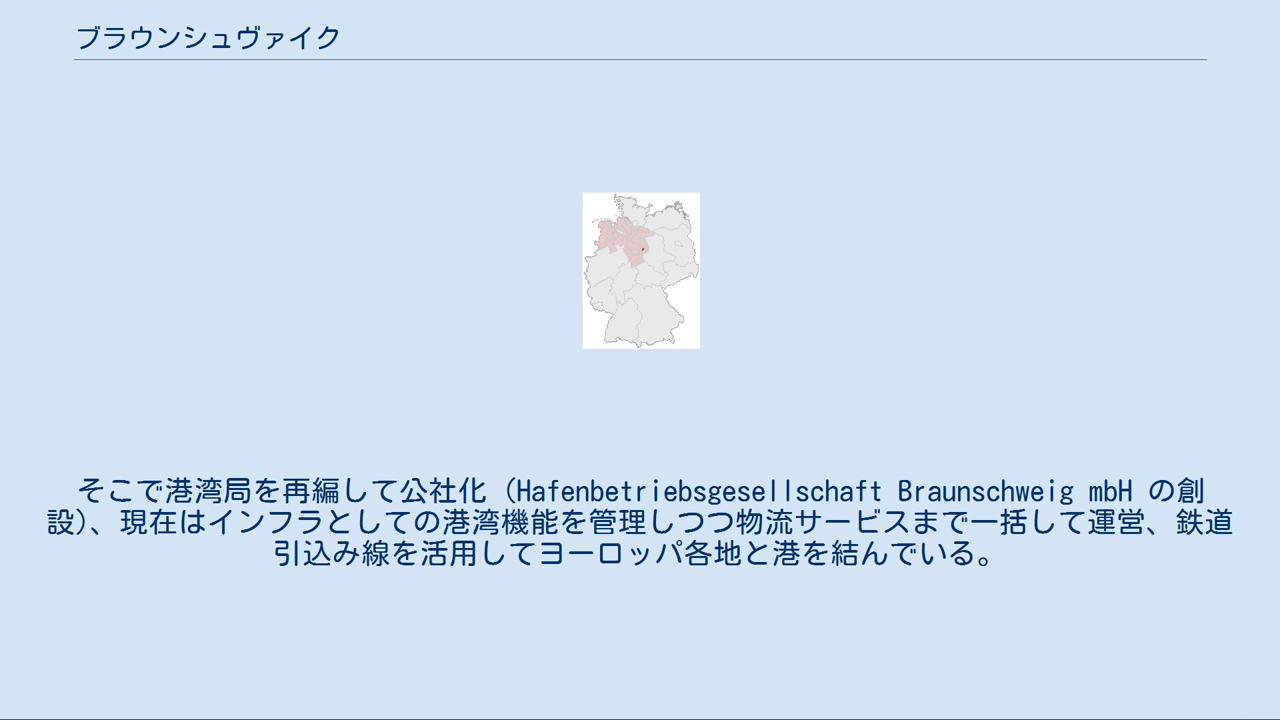 ブラウンシュヴァイク
そこで港湾局を再編して公社化 (Hafenbetriebsgesellschaft Braunschweig mbH の創
設)、現在はインフラとしての港湾機能を管理しつつ物流サービスまで一括して運営、鉄道
引込み線を活用してヨーロッパ各地と港を結んでいる。